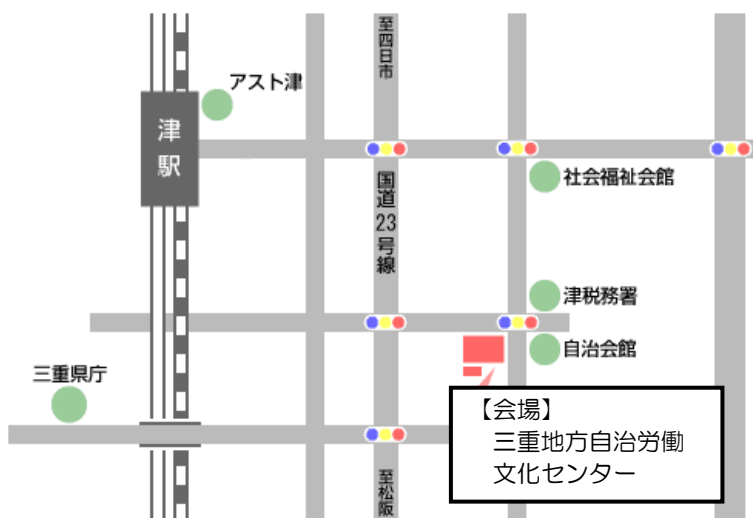 至四日市
アスト津
津駅
社会福祉会館
国道23号線
津税務署
自治会館
三重県庁
【会場】
三重地方自治労働
文化センター
至松阪